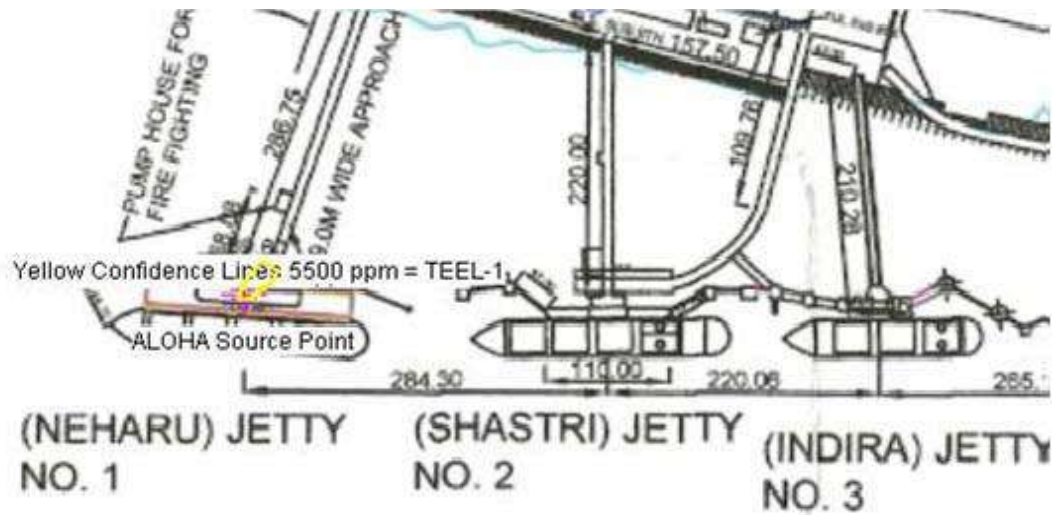 157.50
PUMP HOUSE FOR
FIRE FIGHTING
286.75
9.0M WIDE APPROACH
220.00
109.76
210.28
Yellow Confidence Lines 5500 ppm = TEEL-1
ALOHA Source Point
284.30
110.00
220.06
(NEHARU) JETTY
NO. 1
(SHASTRI) JETTY
NO. 2
(INDIRA) JETTY
NO. 3